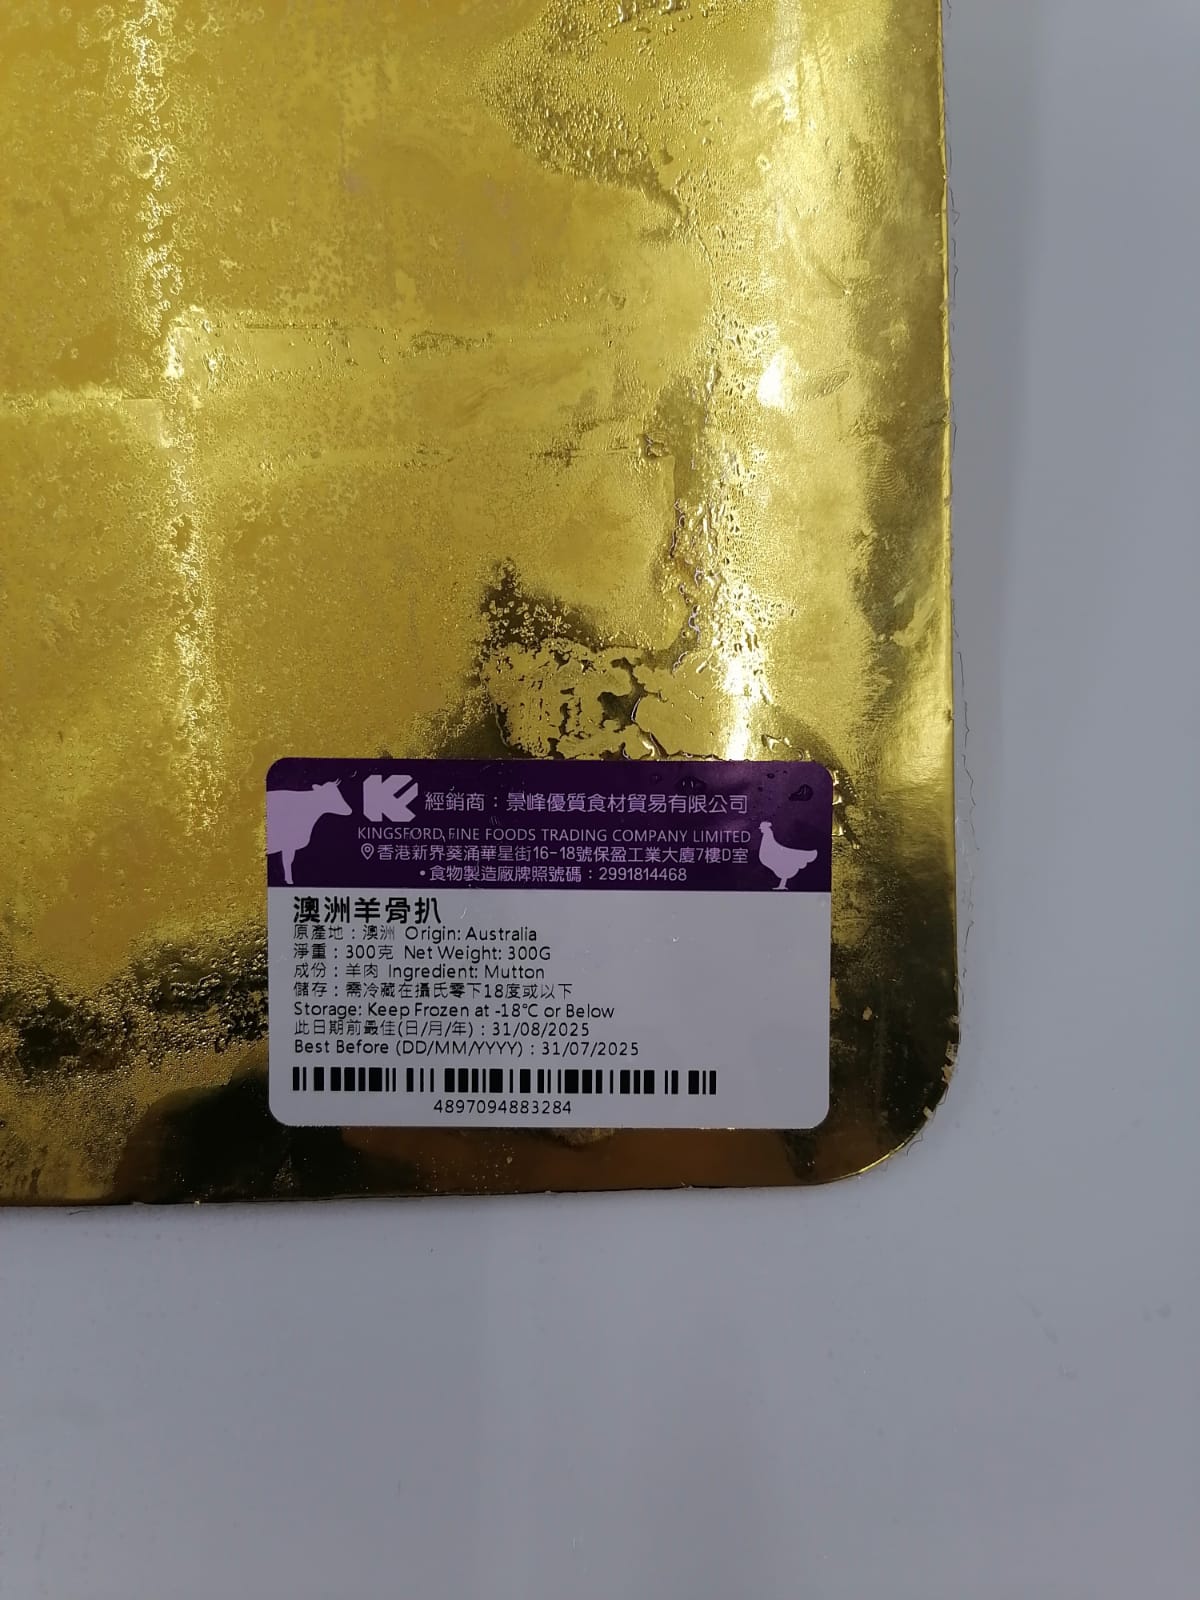 經銷商：景峰優質食材貿易有限公司
KINGSFORD FINE FOODS TRADING COMPANY LIMITED
香港新界葵涌華星街16-18號保盈工業大廈7樓D室
•食物製造廠牌照號碼：2991814468
澳洲羊骨扒
原產地：澳洲 Origin: Australia
淨重：300克 Net Weight: 300G
成份：羊肉 Ingredient: Mutton
儲存：需冷藏在攝氏零下18度或以下
Storage: Keep Frozen at -18°C or Below
此日期前最佳(日/月/年)：31/08/2025
Best Before (DD/MM/YYYY) : 31/07/2025
4897094883284